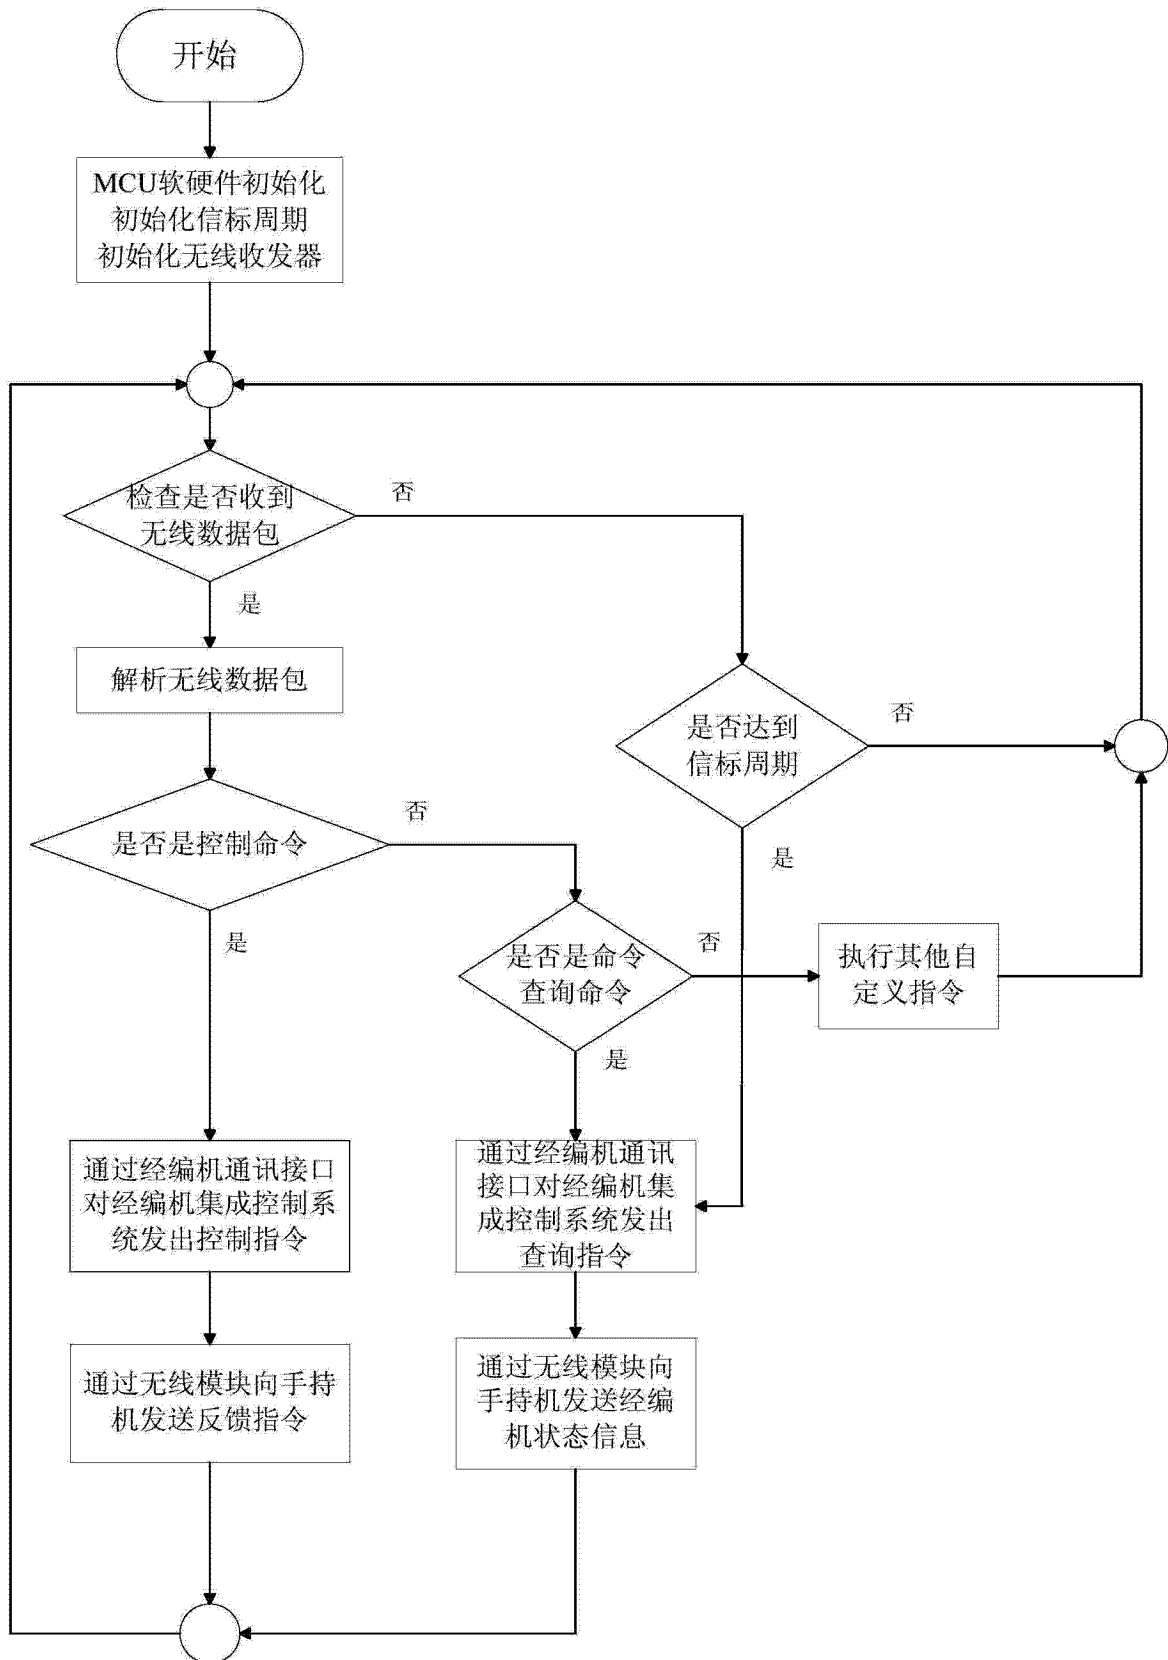 开始
MCU软硬件初始化
初始化信标周期
初始化无线收发器
检查是否收到
无线数据包
否
是
解析无线数据包
是否达到
信标周期
否
是
是否是控制命令
否
是
是否是命令
查询命令
否
是
执行其他自
定义指令
通过经编机通讯接口
对经编机集成控制系
统发出控制指令
通过经编机通讯
接口对经编机集
成控制系统发出
查询指令
通过无线模块向手持
机发送反馈指令
通过无线模块向
手持机发送经编
机状态信息